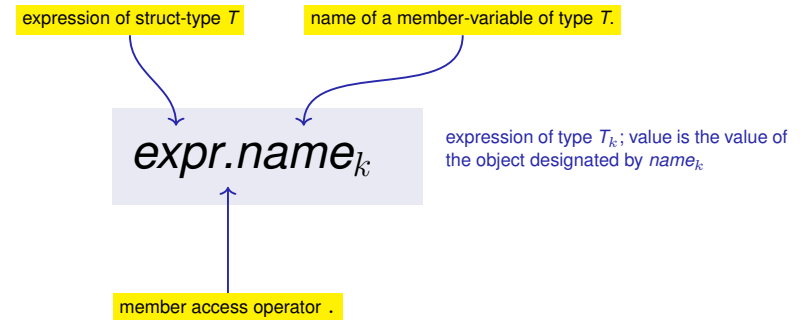 expression of struct-type T
name of a member-variable of type T.
expr.nameₖ
expression of type Tₖ; value is the value of
the object designated by nameₖ
member access operator .